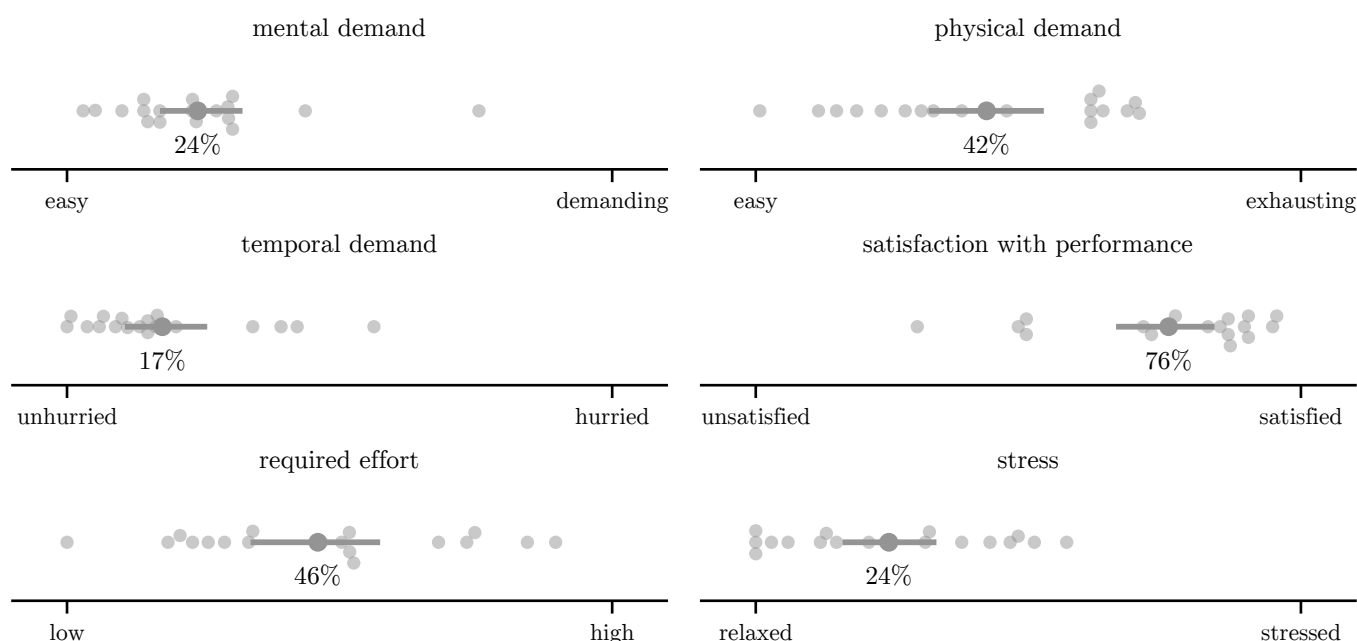 mental demand
physical demand
24%
42%
easy
demanding
easy
exhausting
temporal demand
satisfaction with performance
17%
76%
unhurried
hurried
unsatisfied
satisfied
required effort
stress
46%
24%
low
high
relaxed
stressed